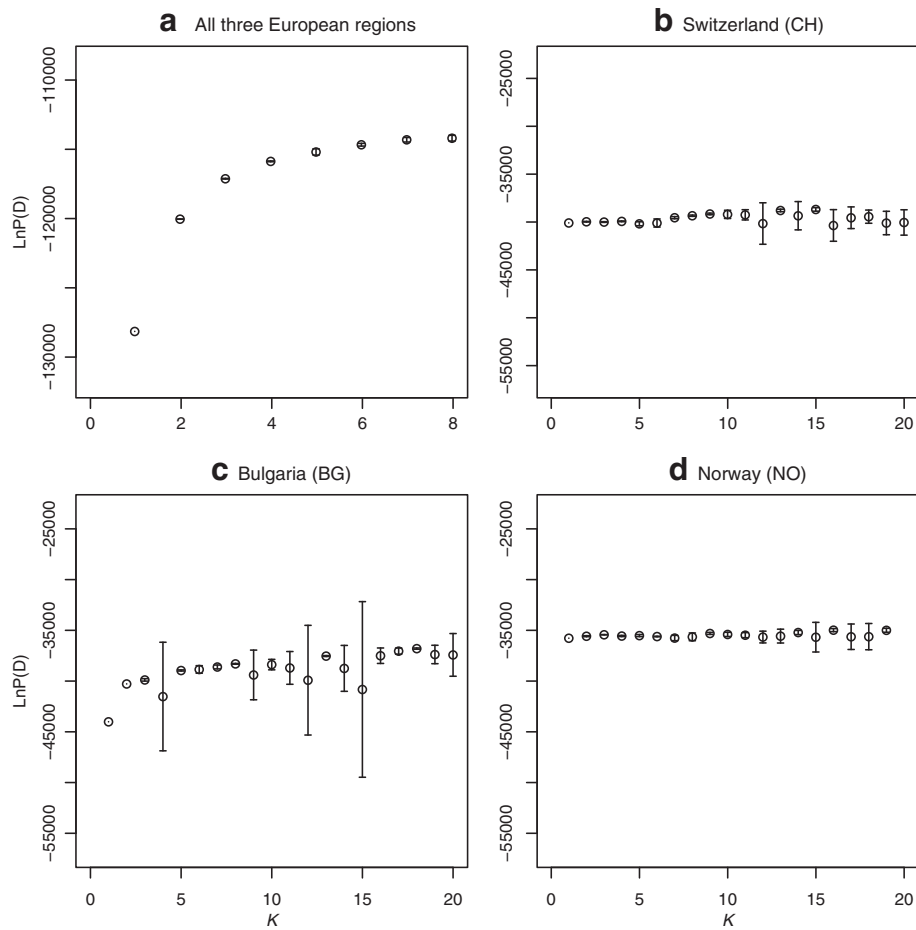 a All three European regions
LnP(D)
-110000
-120000
-130000
0 2 4 6 8
b Switzerland (CH)
-25000
-35000
-45000
-55000
0 5 10 15 20
c Bulgaria (BG)
LnP(D)
-25000
-35000
-45000
-55000
0 5 10 15 20
K
d Norway (NO)
-25000
-35000
-45000
-55000
0 5 10 15 20
K